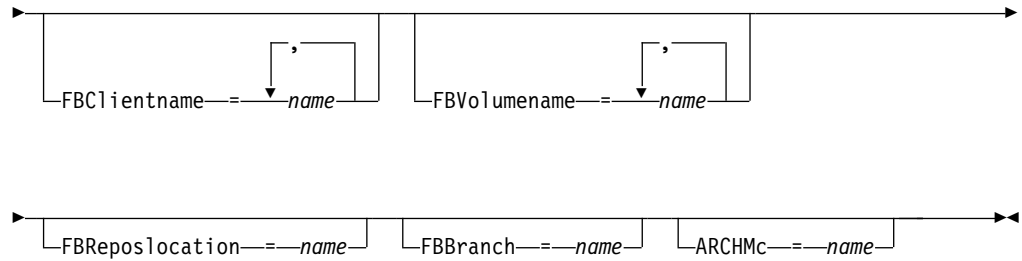 , ,
FBClientname = name FBVolumename = name
FBReposlocation = name FBBranch = name ARCHMc = name